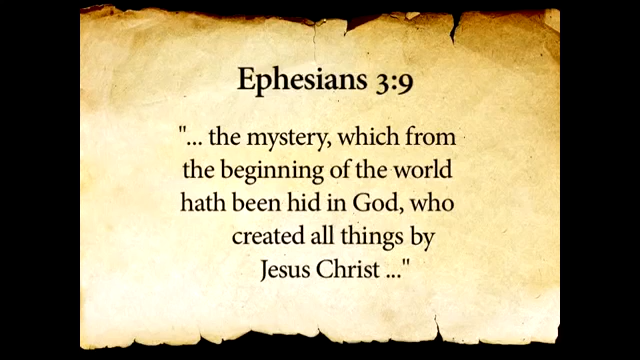 Ephesians 3:9
"... the mystery, which from
the beginning of the world
hath been hid in God, who
created all things by
Jesus Christ ..."